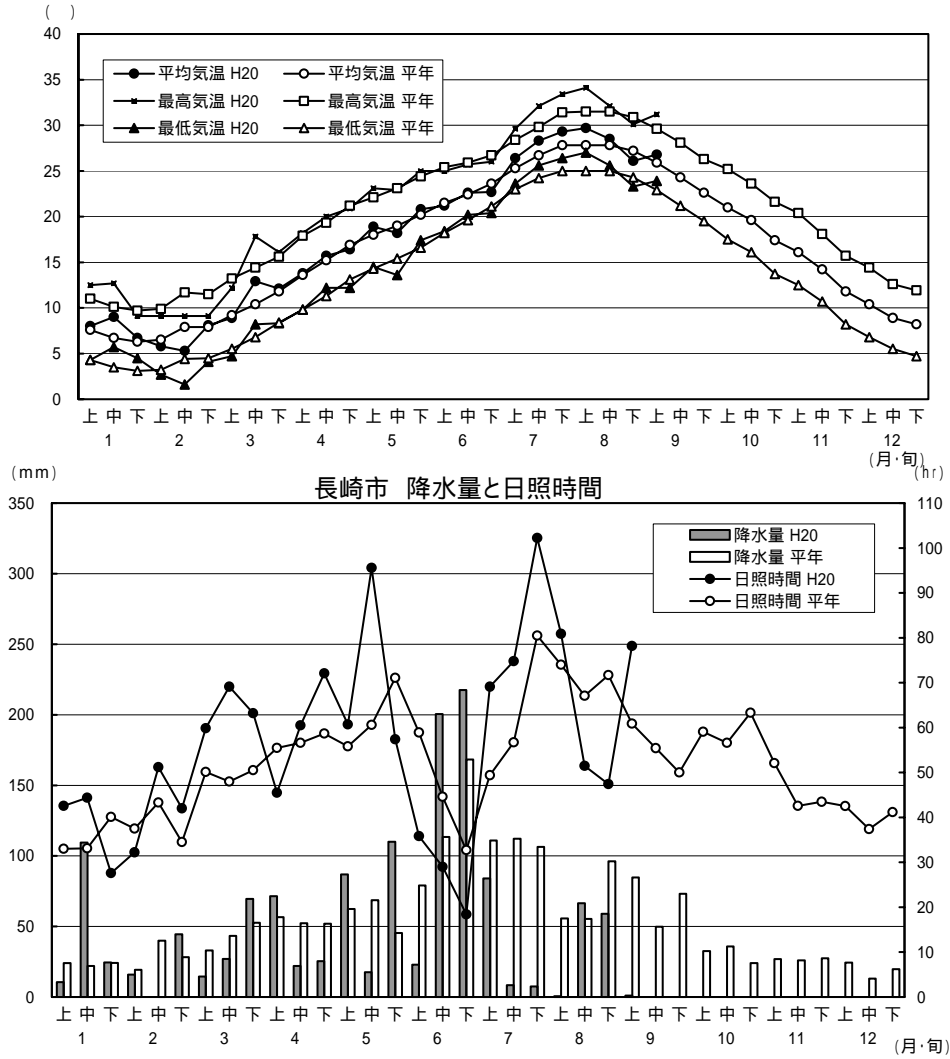 (　)
40
35
30
25
20
15
10
5
0
平均気温 H20 平均気温 平年
最高気温 H20 最高気温 平年
最低気温 H20 最低気温 平年
上 中 下 上 中 下 上 中 下 上 中 下 上 中 下 上 中 下 上 中 下 上 中 下 上 中 下 上 中 下 上 中 下 上 中 下
1 2 3 4 5 6 7 8 9 10 11 12
(月・旬)
(mm) (hr)
長崎市 降水量と日照時間
350 110
300 100
250 90
200 80
150 70
100 60
50 50
0 40
30
20
10
0
降水量 H20
降水量 平年
日照時間 H20
日照時間 平年
上 中 下 上 中 下 上 中 下 上 中 下 上 中 下 上 中 下 上 中 下 上 中 下 上 中 下 上 中 下 上 中 下 上 中 下
1 2 3 4 5 6 7 8 9 10 11 12
(月・旬)